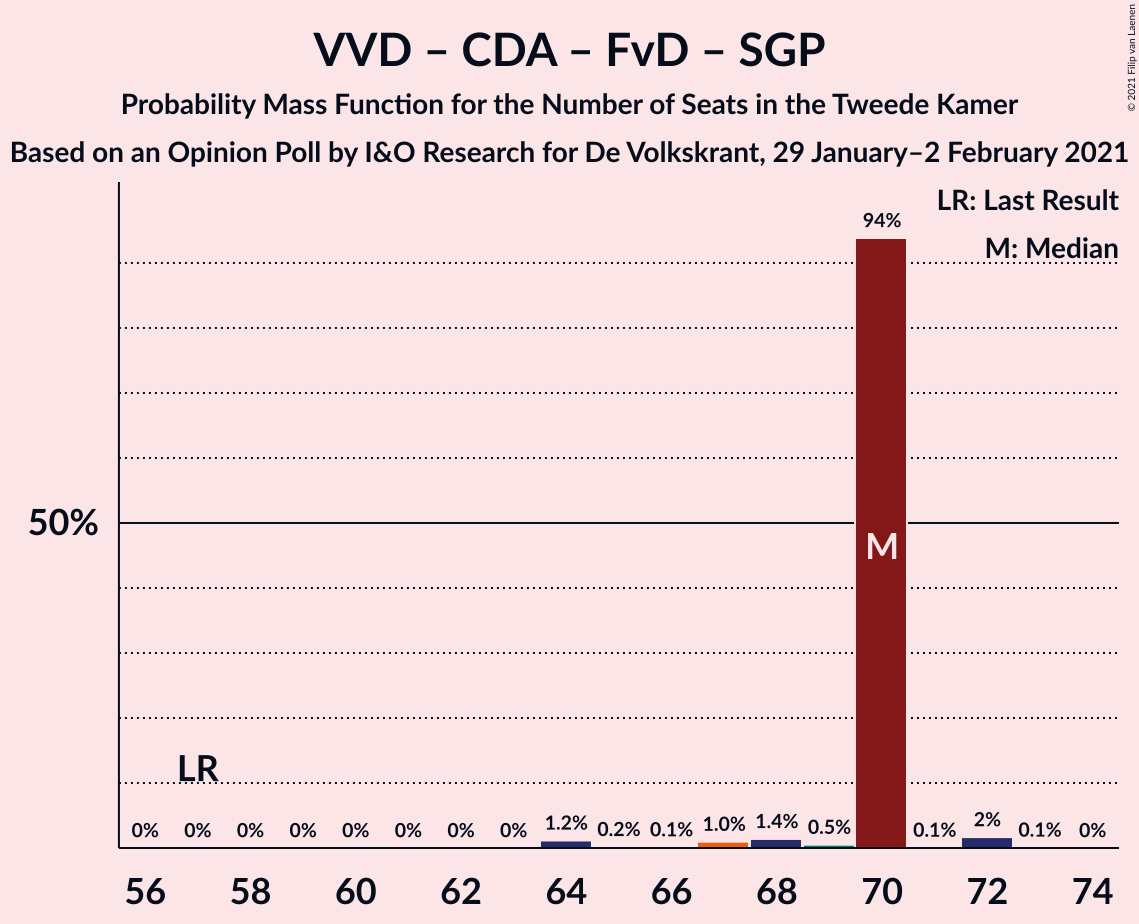 VVD – CDA – FvD – SGP
Probability Mass Function for the Number of Seats in the Tweede Kamer
Based on an Opinion Poll by I&O Research for De Volkskrant, 29 January–2 February 2021
© 2021 Filip van Laenen
LR: Last Result
M: Median
94%
50%
M
LR
0% 0% 0% 0% 0% 0% 0% 0% 1.2% 0.2% 0.1% 1.0% 1.4% 0.5% 0.1% 2% 0.1% 0%
56 58 60 62 64 66 68 70 72 74